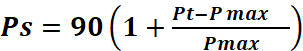 Ps = 90 (1 + (Pt−P max)/(Pmax))